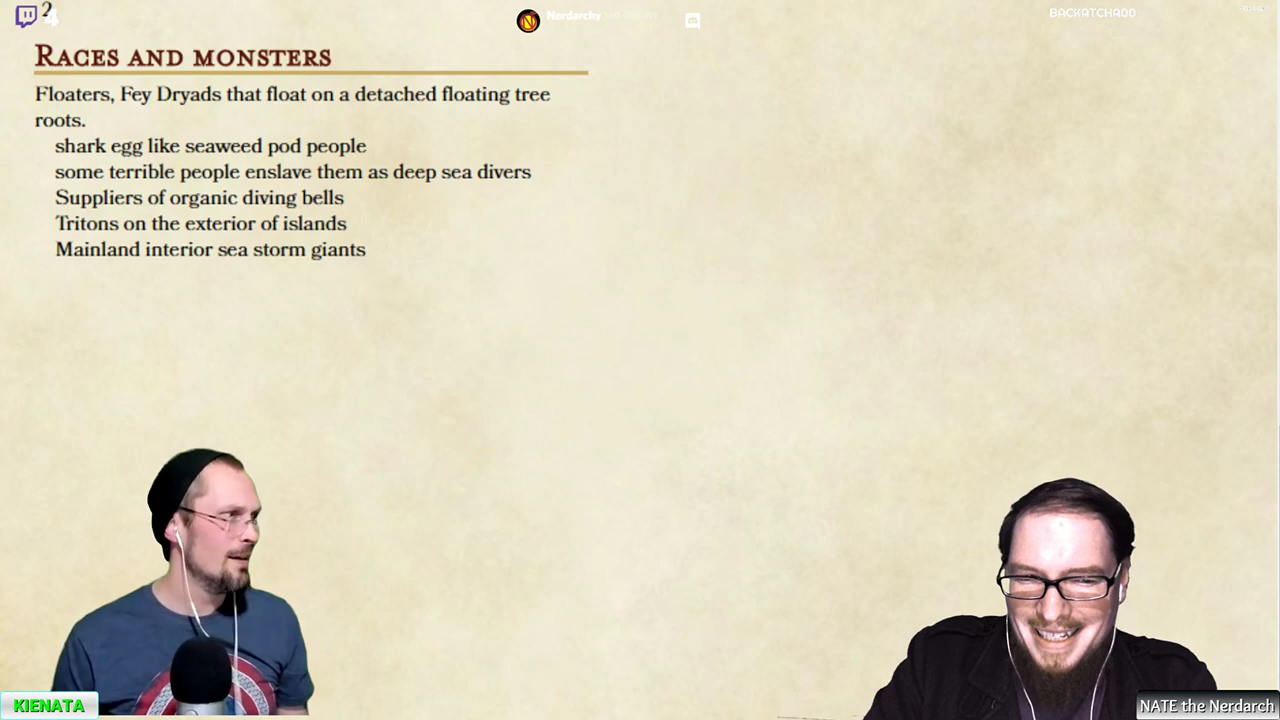 2
4
Nerdarchy
BACKATCHA00
RACES AND MONSTERS
Floaters, Fey Dryads that float on a detached floating tree
roots.
shark egg like seaweed pod people
some terrible people enslave them as deep sea divers
Suppliers of organic diving bells
Tritons on the exterior of islands
Mainland interior sea storm giants
KIENATA
NATE the Nerdarch